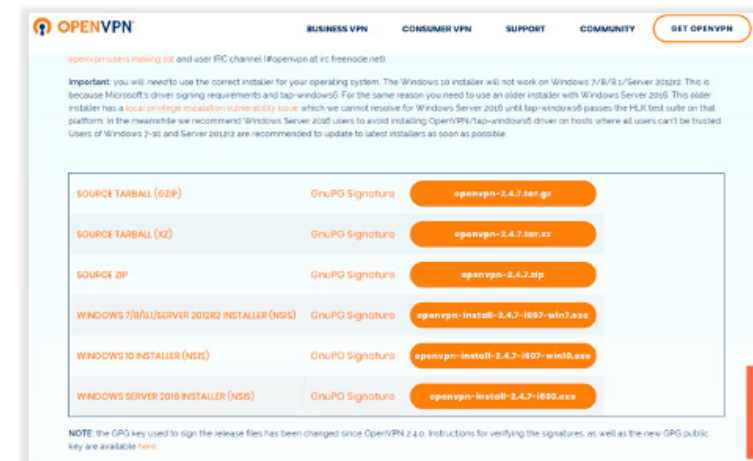 OPENVPN
BUSINESS VPN CONSUMER VPN SUPPORT COMMUNITY GET OPENVPN
openvpn-users mailing list and user IRC channel (#openvpn at irc.freenode.net).
Important: you will need to use the correct installer for your operating system. The Windows 10 installer will not work on Windows 7/8/8.1/Server 2012r2. This is
because Microsoft's driver signing requirements and tap-windows6. For the same reason you need to use an older installer with Windows Server 2016. This older
installer has a local privilege escalation vulnerability issue which we cannot resolve for Windows Server 2016 until tap-windows6 passes the HLK test suite on that
platform. In the meanwhile we recommend Windows Server 2016 users to avoid installing OpenVPN/tap-windows6 driver on hosts where all users can't be trusted
Users of Windows 7-10 and Server 2012r2 are recommended to update to latest installers as soon as possible.
SOURCE TARBALL (GZIP) GnuPG Signature openvpn-2.4.7.tar.gz
SOURCE TARBALL (XZ) GnuPG Signature openvpn-2.4.7.tar.xz
SOURCE ZIP GnuPG Signature openvpn-2.4.7.zip
WINDOWS 7/8/8.1/SERVER 2012R2 INSTALLER (NSIS) GnuPG Signature openvpn-install-2.4.7-I607-win7.exe
WINDOWS 10 INSTALLER (NSIS) GnuPG Signature openvpn-install-2.4.7-I607-win10.exe
WINDOWS SERVER 2016 INSTALLER (NSIS) GnuPG Signature openvpn-install-2.4.7-I603.exe
NOTE: the GPG key used to sign the release files has been changed since OpenVPN 2.4.0. Instructions for verifying the signatures, as well as the new GPG public
key are available here.